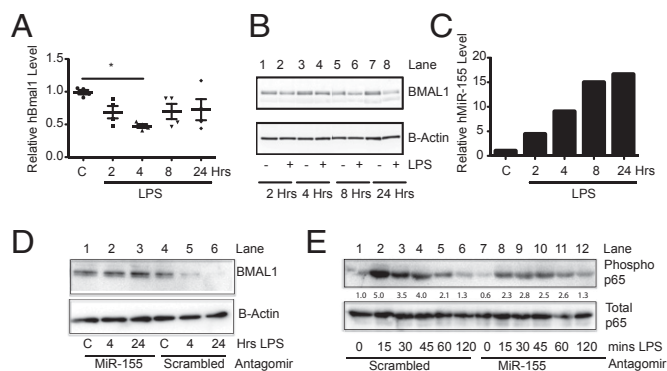 A
Relative hBmal1 Level
1.5
1.0
0.5
0.0
*
C 2 4 8 24 Hrs
LPS
B
1 2 3 4 5 6 7 8 Lane
BMAL1
B-Actin
- + - + - + - + LPS
2 Hrs 4 Hrs 8 Hrs 24 Hrs
C
Relative hMiR-155 Level
20
15
10
5
0
C 2 4 8 24 Hrs
LPS
D
1 2 3 4 5 6 Lane
BMAL1
B-Actin
C 4 24 C 4 24 Hrs LPS
MiR-155 Scrambled Antagomir
E
1 2 3 4 5 6 7 8 9 10 11 12 Lane
Phospho
p65
1.0 5.0 3.5 4.0 2.1 1.3 0.6 2.3 2.8 2.5 2.6 1.3
Total
p65
0 15 30 45 60 120 0 15 30 45 60 120 mins LPS
Scrambled MiR-155 Antagomir